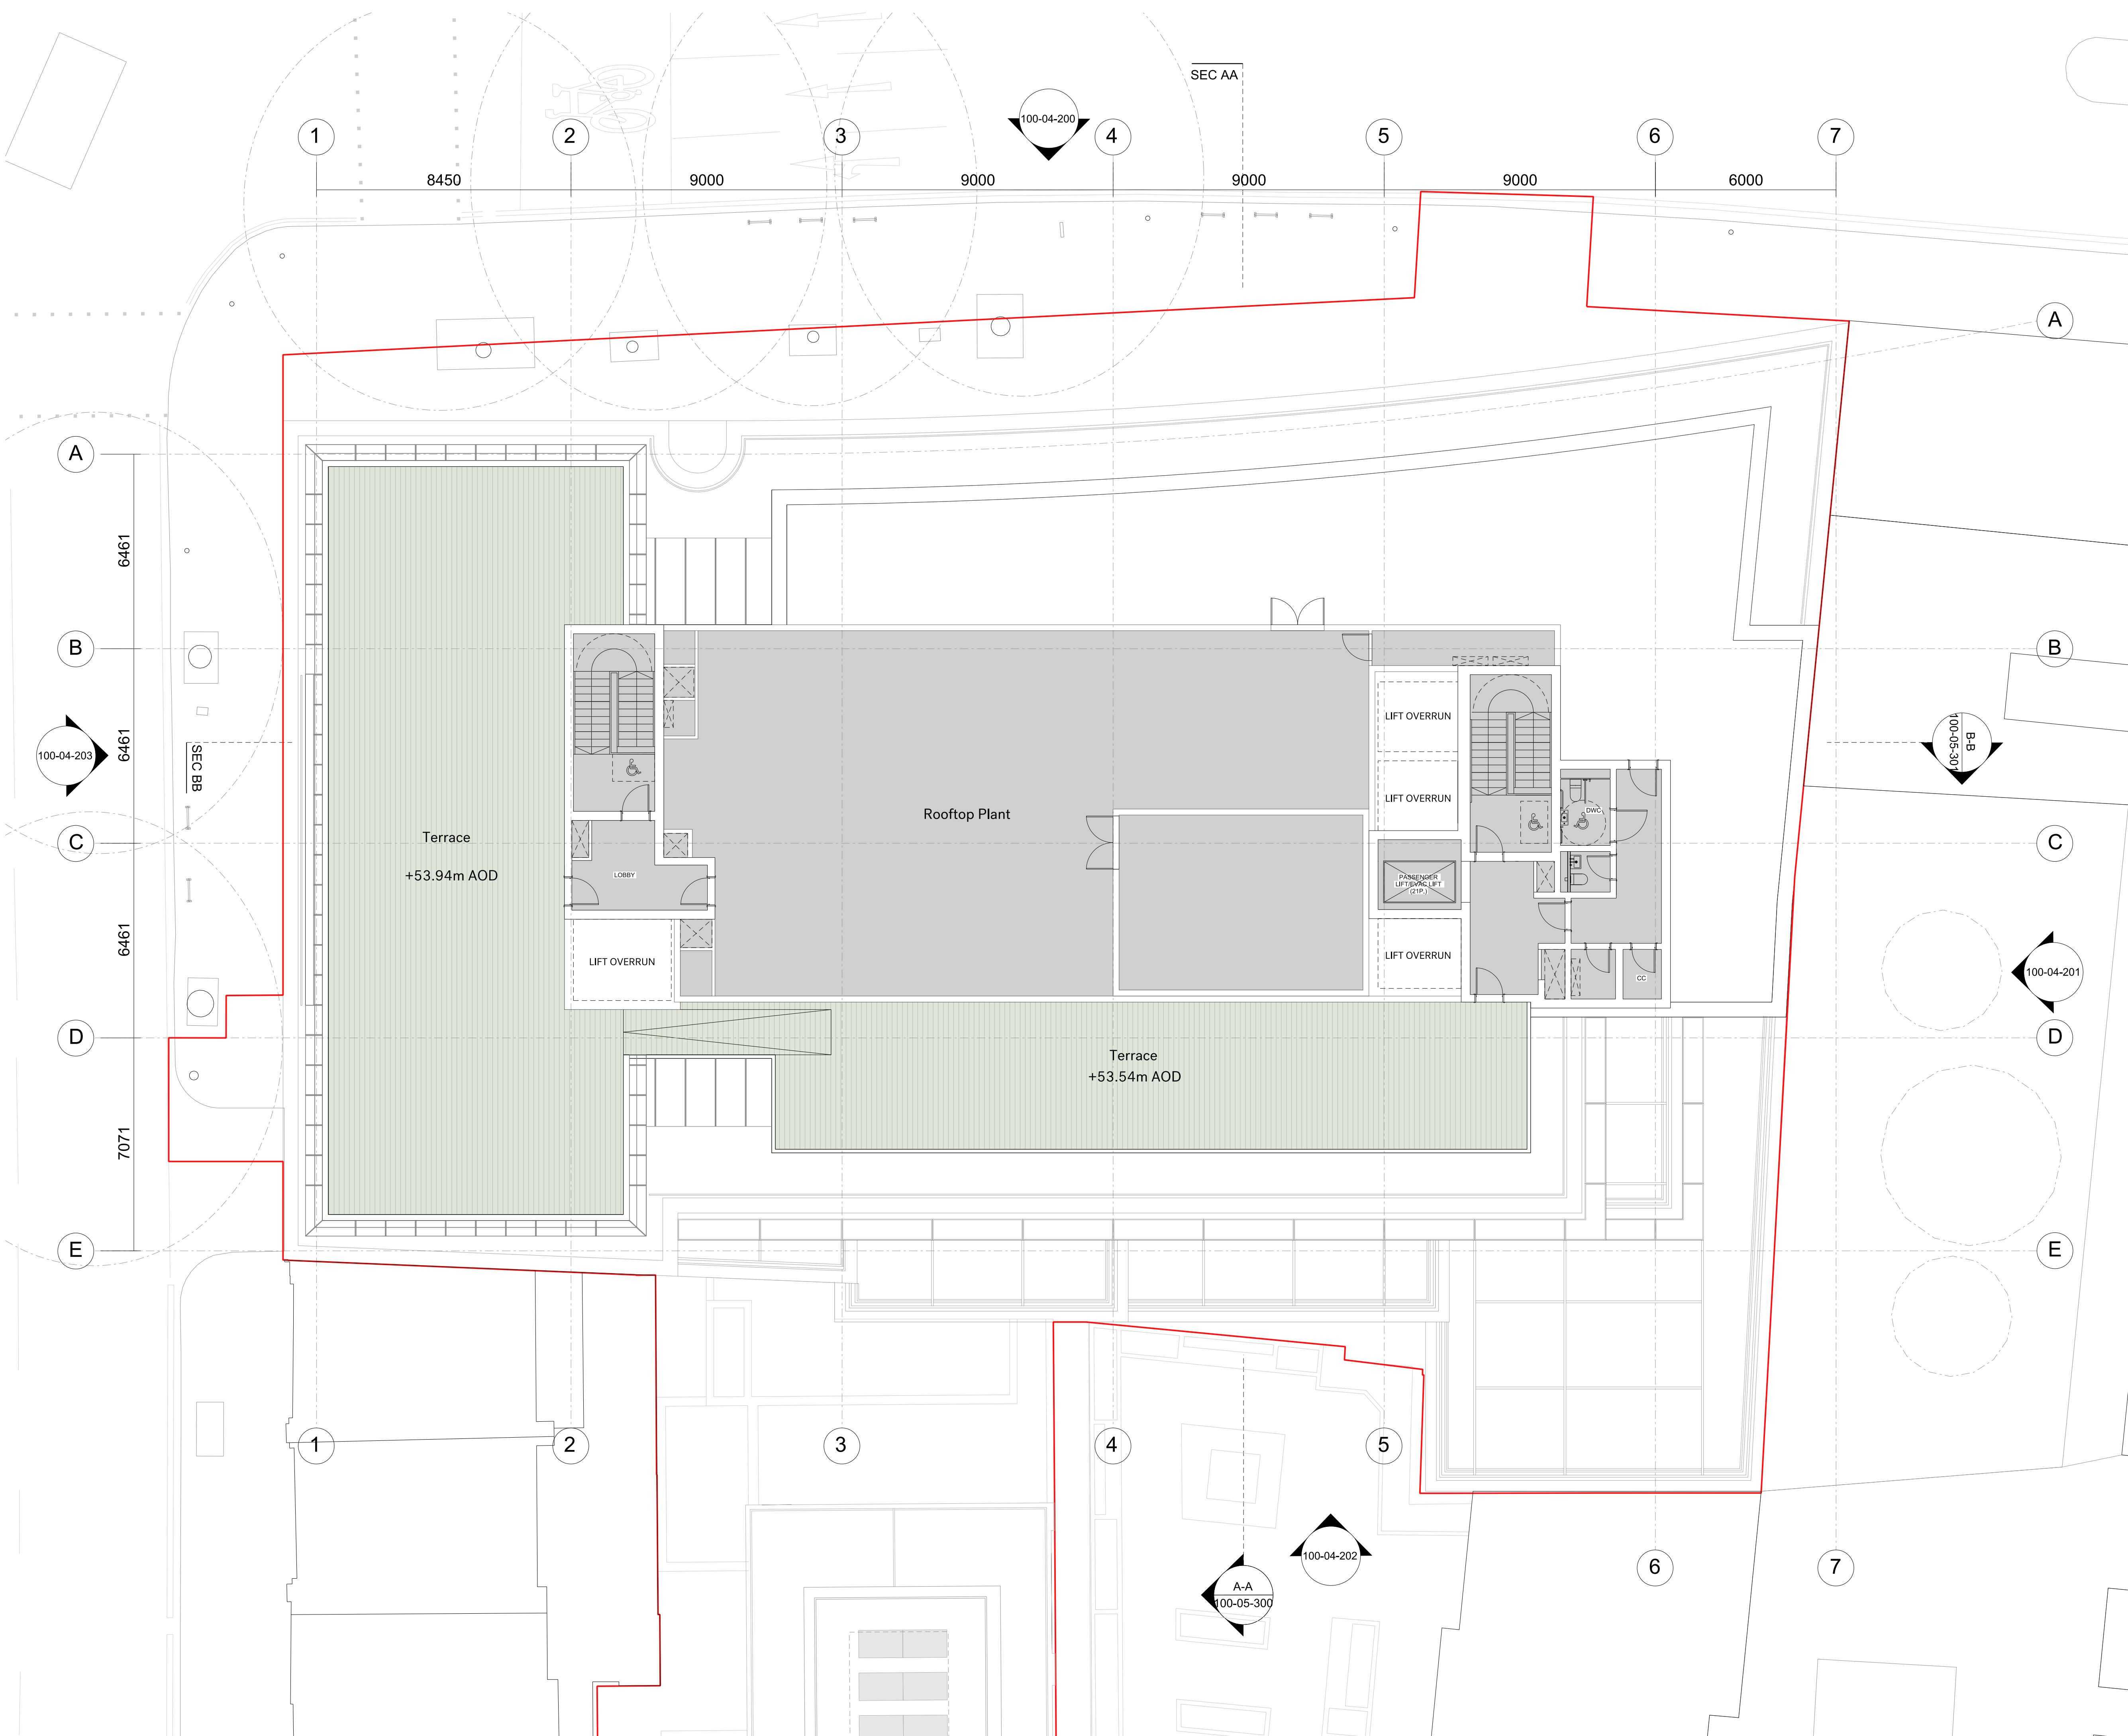 SEC AA
100-04-200
1
2
3
4
5
6
7
8450
9000
9000
9000
9000
6000
A
A
6461
B
B
LIFT OVERRUN
100-04-203
SEC BB
6461
B-B
100-05-301
LIFT OVERRUN
DWC
Rooftop Plant
Terrace
+53.94m AOD
C
C
LOBBY
PASSENGER
LIFT/EVAC LIFT
(21P.)
6461
LIFT OVERRUN
LIFT OVERRUN
CC
100-04-201
D
D
Terrace
+53.54m AOD
7071
E
E
1
2
3
4
5
100-04-202
6
7
A-A
100-05-300